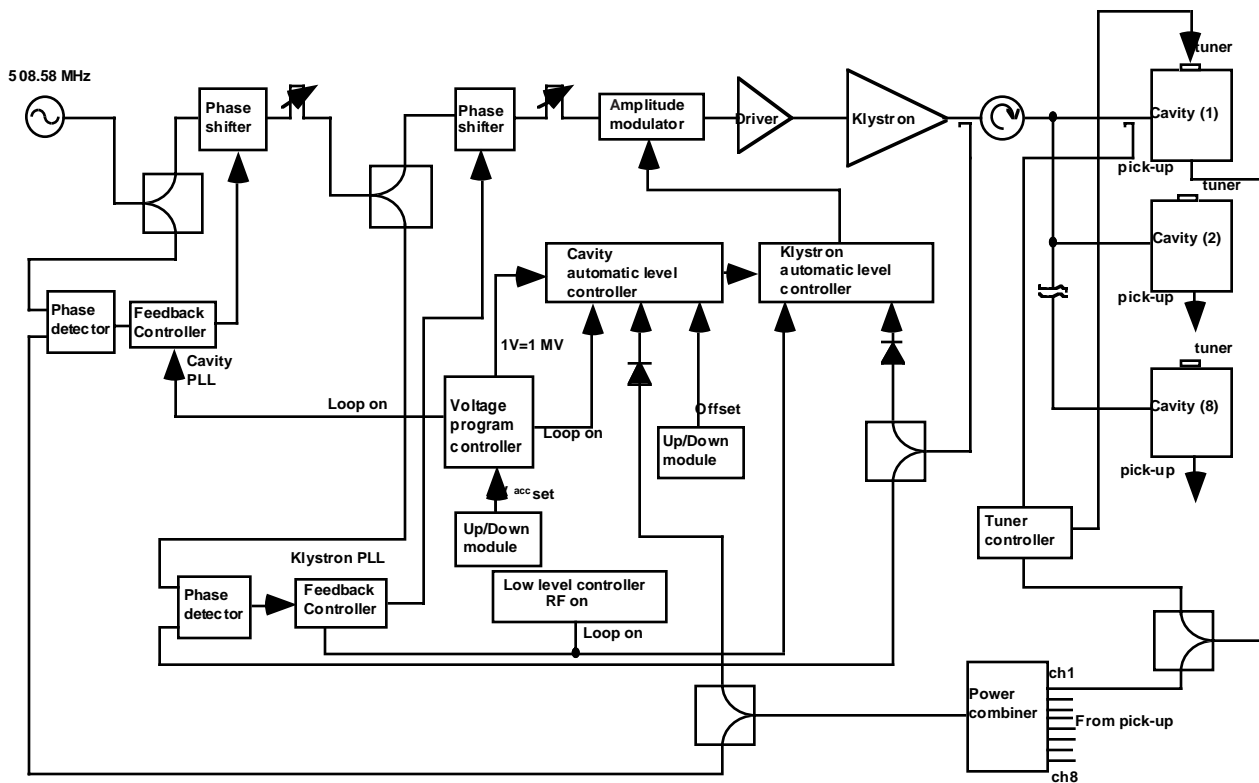 508.58 MHz
Phase
shifter
Phase
shifter
Amplitude
modulator
Driver
Klystron
tuner
Cavity (1)
pick-up
tuner
Cavity (2)
pick-up
tuner
Cavity (8)
pick-up
Phase
detector
Feedback
Controller
Cavity
PLL
Cavity
automatic level
controller
Klystron
automatic level
controller
1V=1 MV
Loop on
Voltage
program
controller
Loop on
Offset
Up/Down
module
acc set
Up/Down
module
Klystron PLL
Phase
detector
Feedback
Controller
Low level controller
RF on
Loop on
Tuner
controller
Power
combiner
ch1
From pick-up
ch8